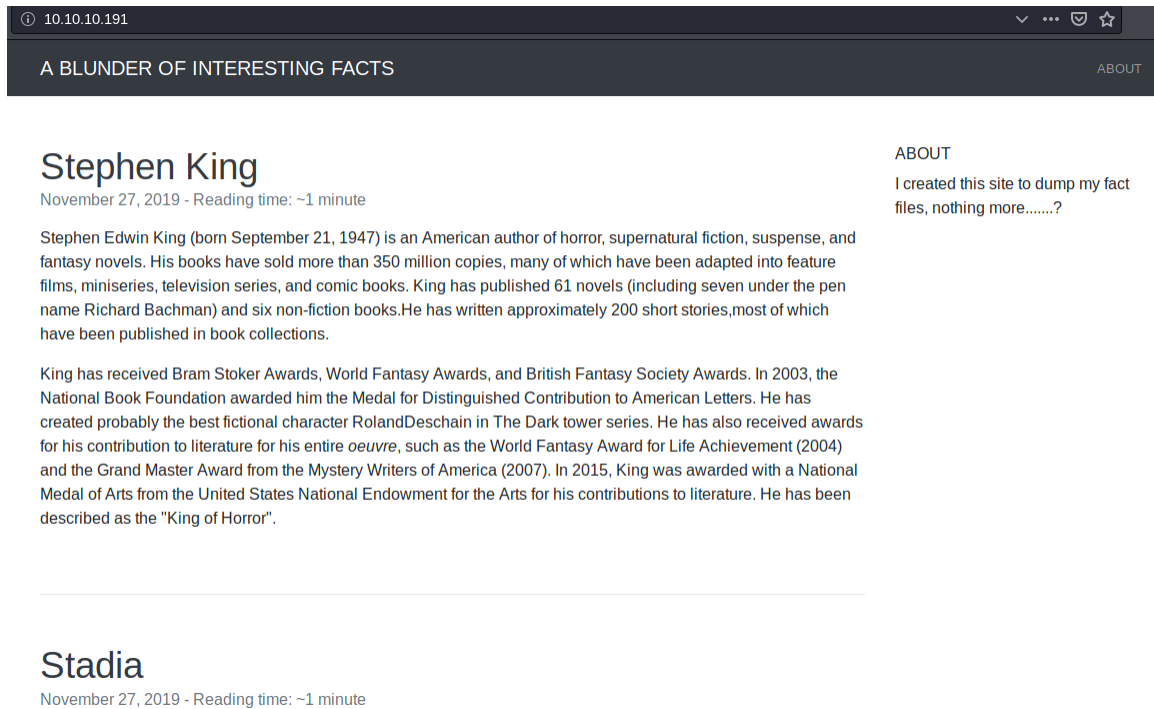 10.10.10.191
A BLUNDER OF INTERESTING FACTS
ABOUT
Stephen King
November 27, 2019 - Reading time: ~1 minute
Stephen Edwin King (born September 21, 1947) is an American author of horror, supernatural fiction, suspense, and
fantasy novels. His books have sold more than 350 million copies, many of which have been adapted into feature
films, miniseries, television series, and comic books. King has published 61 novels (including seven under the pen
name Richard Bachman) and six non-fiction books.He has written approximately 200 short stories,most of which
have been published in book collections.
King has received Bram Stoker Awards, World Fantasy Awards, and British Fantasy Society Awards. In 2003, the
National Book Foundation awarded him the Medal for Distinguished Contribution to American Letters. He has
created probably the best fictional character RolandDeschain in The Dark tower series. He has also received awards
for his contribution to literature for his entire oeuvre, such as the World Fantasy Award for Life Achievement (2004)
and the Grand Master Award from the Mystery Writers of America (2007). In 2015, King was awarded with a National
Medal of Arts from the United States National Endowment for the Arts for his contributions to literature. He has been
described as the "King of Horror".
ABOUT
I created this site to dump my fact
files, nothing more.......?
Stadia
November 27, 2019 - Reading time: ~1 minute